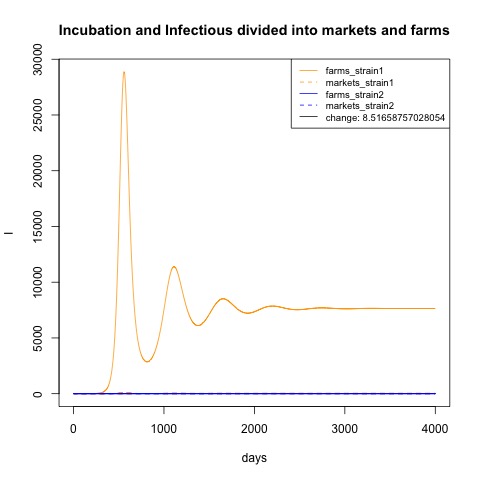 Incubation and Infectious divided into markets and farms
farms_strain1
markets_strain1
farms_strain2
markets_strain2
change: 8.51658757028054
30000
25000
20000
15000
10000
5000
0
I
0 1000 2000 3000 4000
days